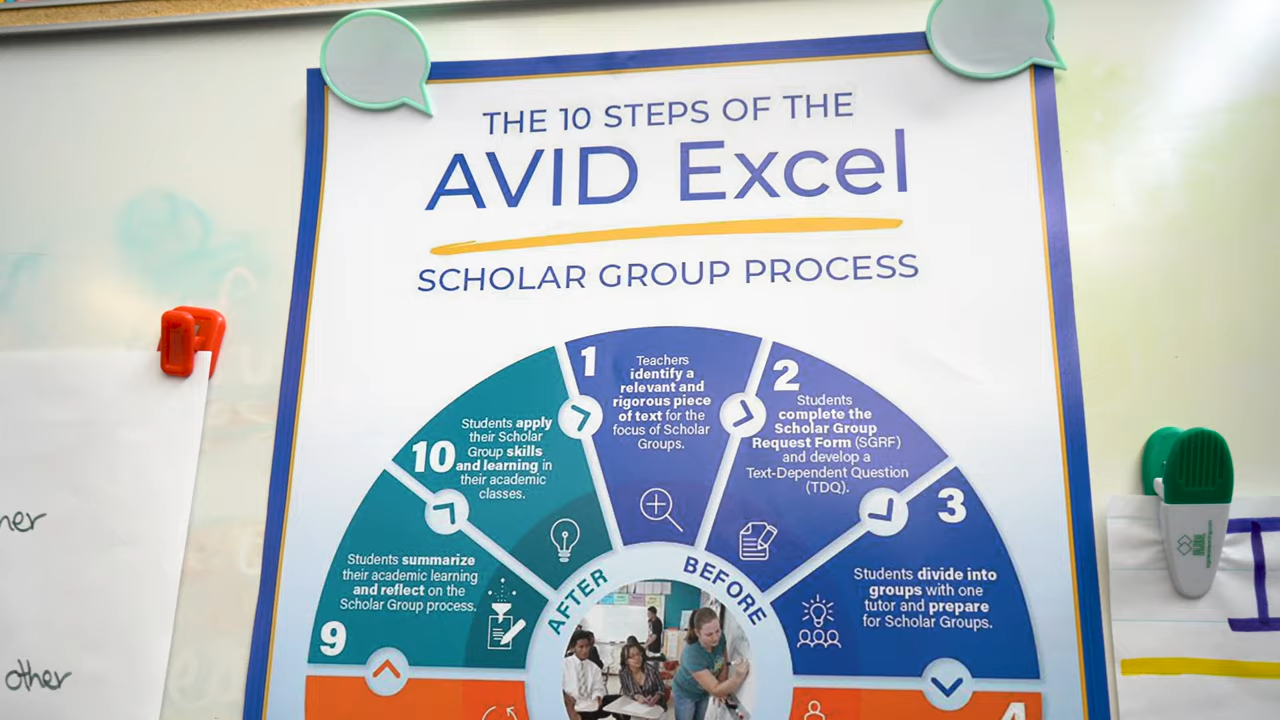 THE 10 STEPS OF THE
AVID Excel
SCHOLAR GROUP PROCESS
1
Teachers
identify a
relevant and
rigorous piece
of text for the
focus of Scholar
Groups.
2
Students
complete the
Scholar Group
Request Form (SGRF)
and develop a
Text-Dependent Question
(TDQ).
3
Students divide into
groups with one
tutor and prepare
for Scholar Groups.
4
9
Students summarize
their academic learning
and reflect on the
Scholar Group process.
10
Students apply
their Scholar
Group skills
and learning in
their academic
classes.
AFTER
BEFORE
other